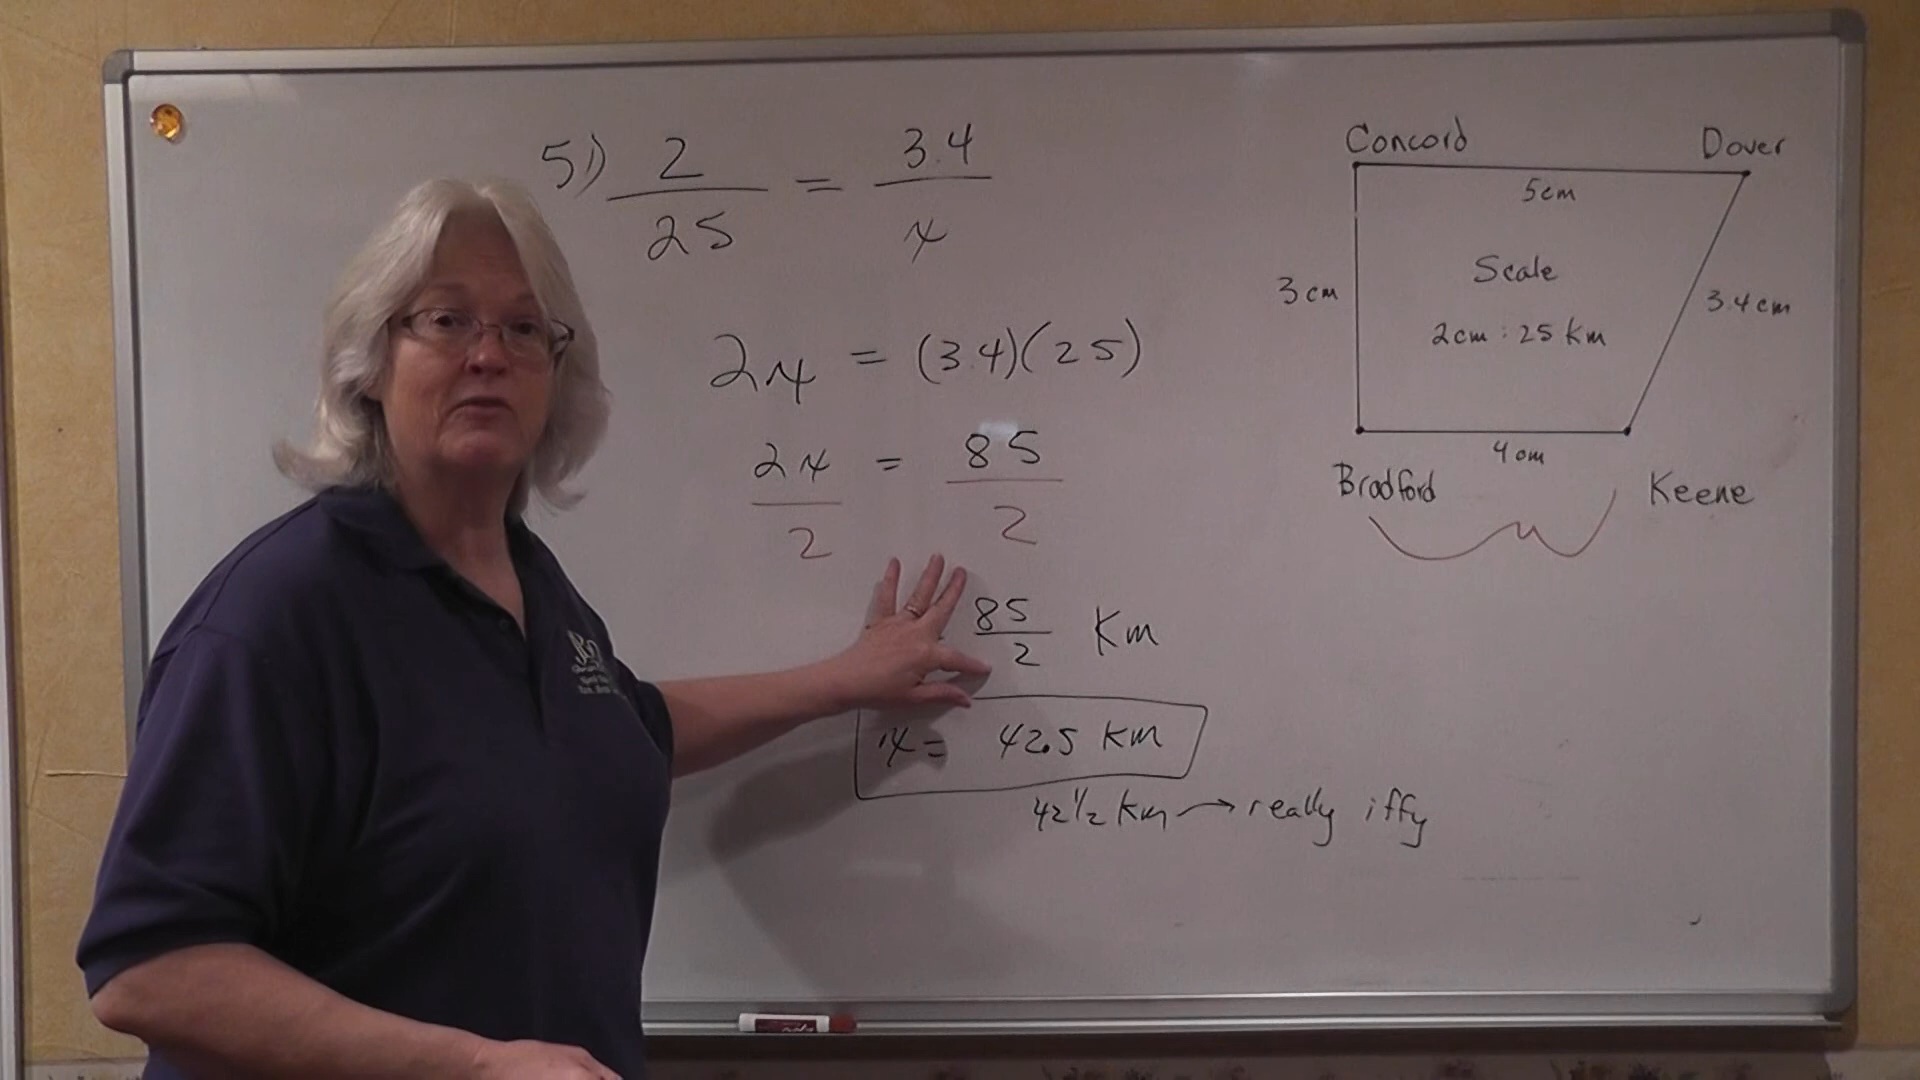 5) 2/25 = 3.4/x
2x = (3.4)(25)
2x/2 = 85/2
85/2 Km
x = 42.5 Km
42 1/2 Km → really iffy
Concord
Dover
5cm
3 cm
Scale
2cm : 25 Km
3.4 cm
4 cm
Bradford
Keene